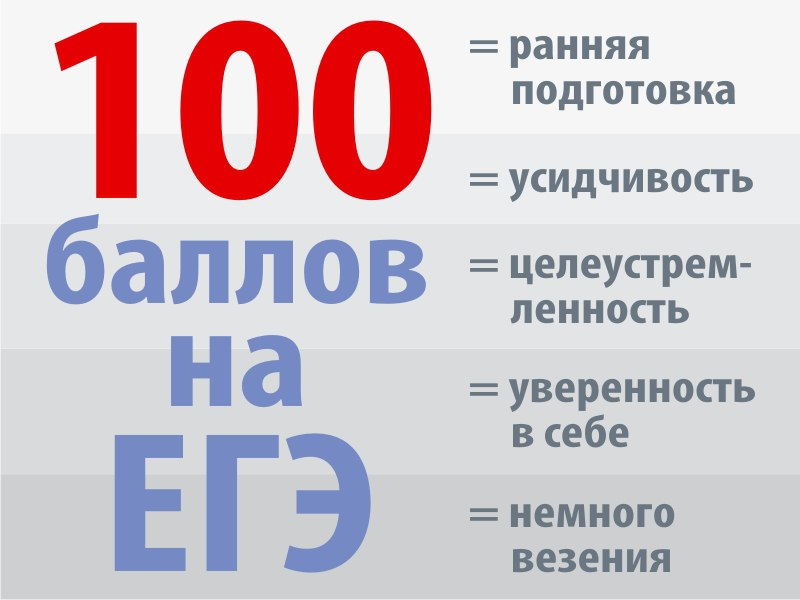 100
баллов
на
ЕГЭ
= ранняя
подготовка
= усидчивость
= целеустрем-
ленность
= уверенность
в себе
= немного
везения